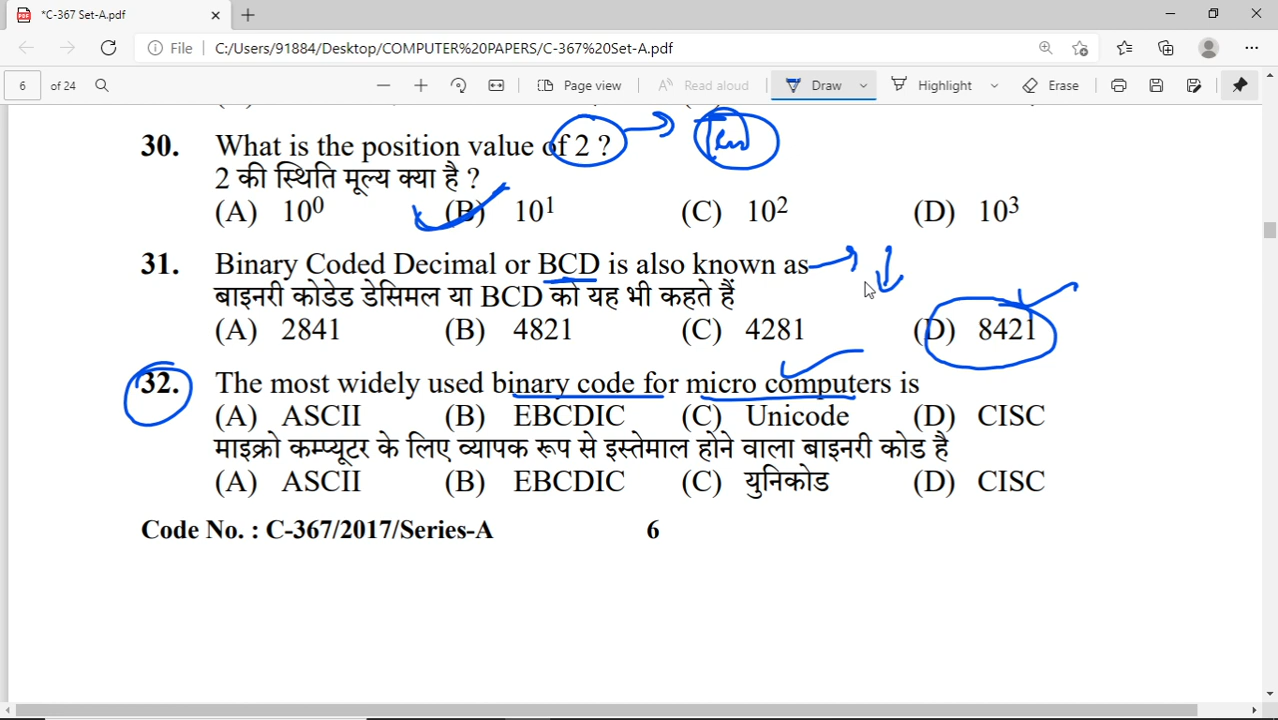 *C-367 Set-A.pdf
File C:/Users/91884/Desktop/COMPUTER%20PAPERS/C-367%20Set-A.pdf
6 of 24 Page view Read aloud Draw Highlight Erase
30. What is the position value of 2 ?
2 की स्थिति मूल्य क्या है ?
(A) 10⁰ (B) 10¹ (C) 10² (D) 10³
31. Binary Coded Decimal or BCD is also known as
बाइनरी कोडेड डेसिमल या BCD को यह भी कहते हैं
(A) 2841 (B) 4821 (C) 4281 (D) 8421
32. The most widely used binary code for micro computers is
(A) ASCII (B) EBCDIC (C) Unicode (D) CISC
माइक्रो कम्प्यूटर के लिए व्यापक रूप से इस्तेमाल होने वाला बाइनरी कोड है
(A) ASCII (B) EBCDIC (C) युनिकोड (D) CISC
Code No. : C-367/2017/Series-A 6